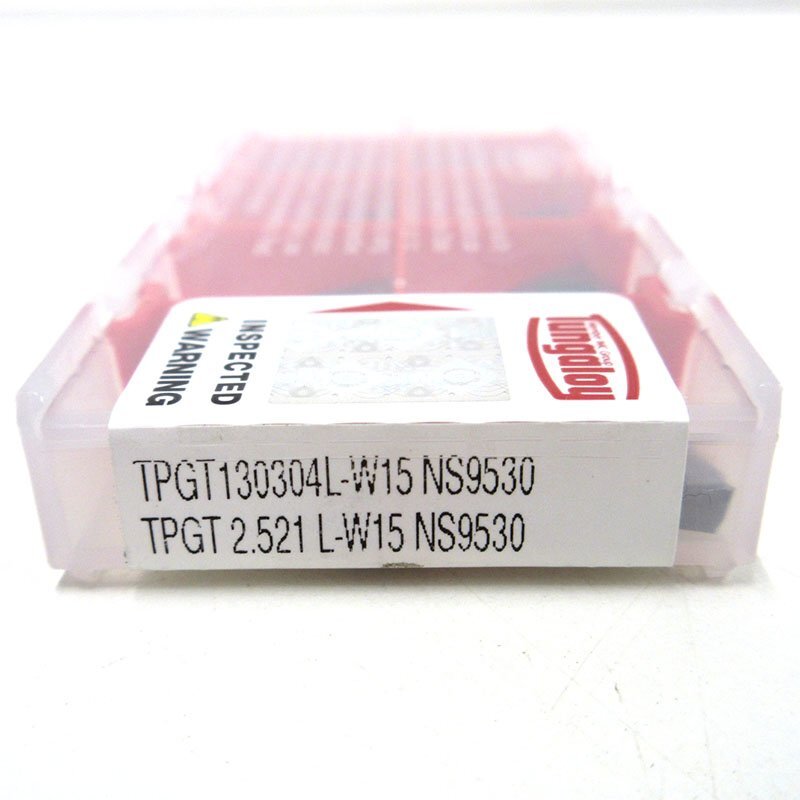 Tungaloy
INSPECTED
WARNING
TPGT130304L-W15 NS9530
TPGT 2.521 L-W15 NS9530